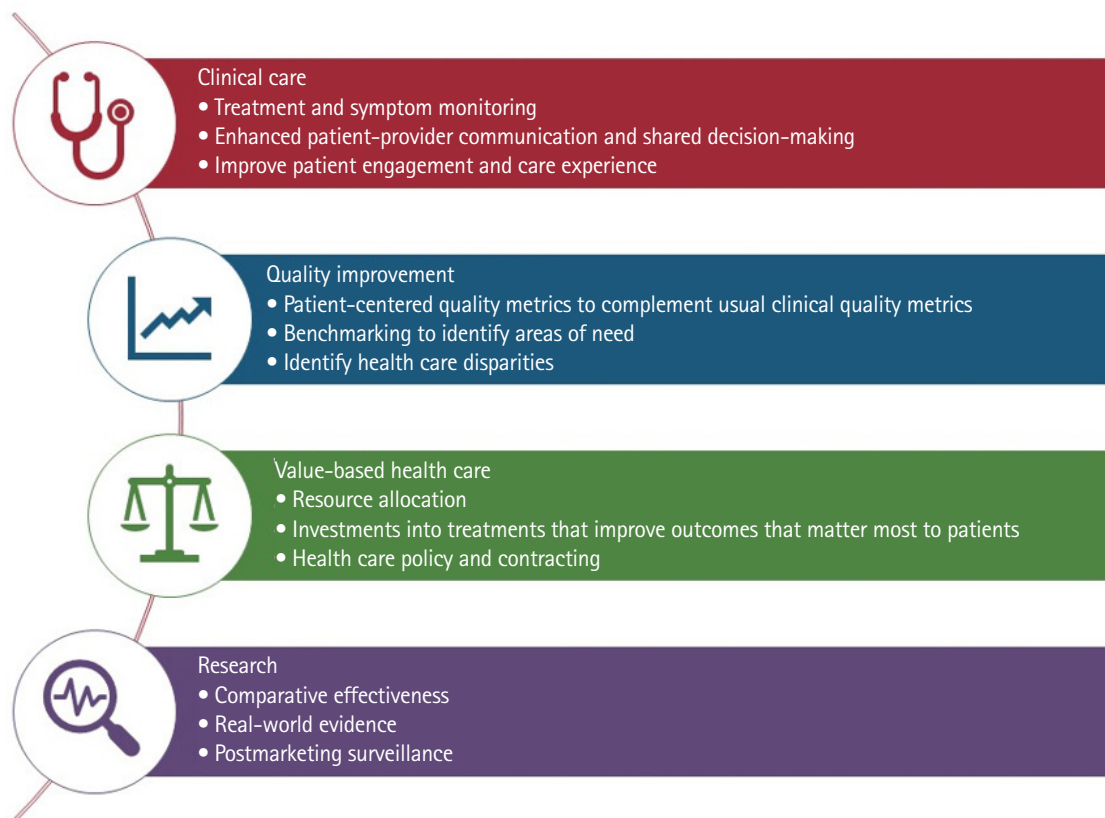 Clinical care
• Treatment and symptom monitoring
• Enhanced patient-provider communication and shared decision-making
• Improve patient engagement and care experience
Quality improvement
• Patient-centered quality metrics to complement usual clinical quality metrics
• Benchmarking to identify areas of need
• Identify health care disparities
Value-based health care
• Resource allocation
• Investments into treatments that improve outcomes that matter most to patients
• Health care policy and contracting
Research
• Comparative effectiveness
• Real-world evidence
• Postmarketing surveillance